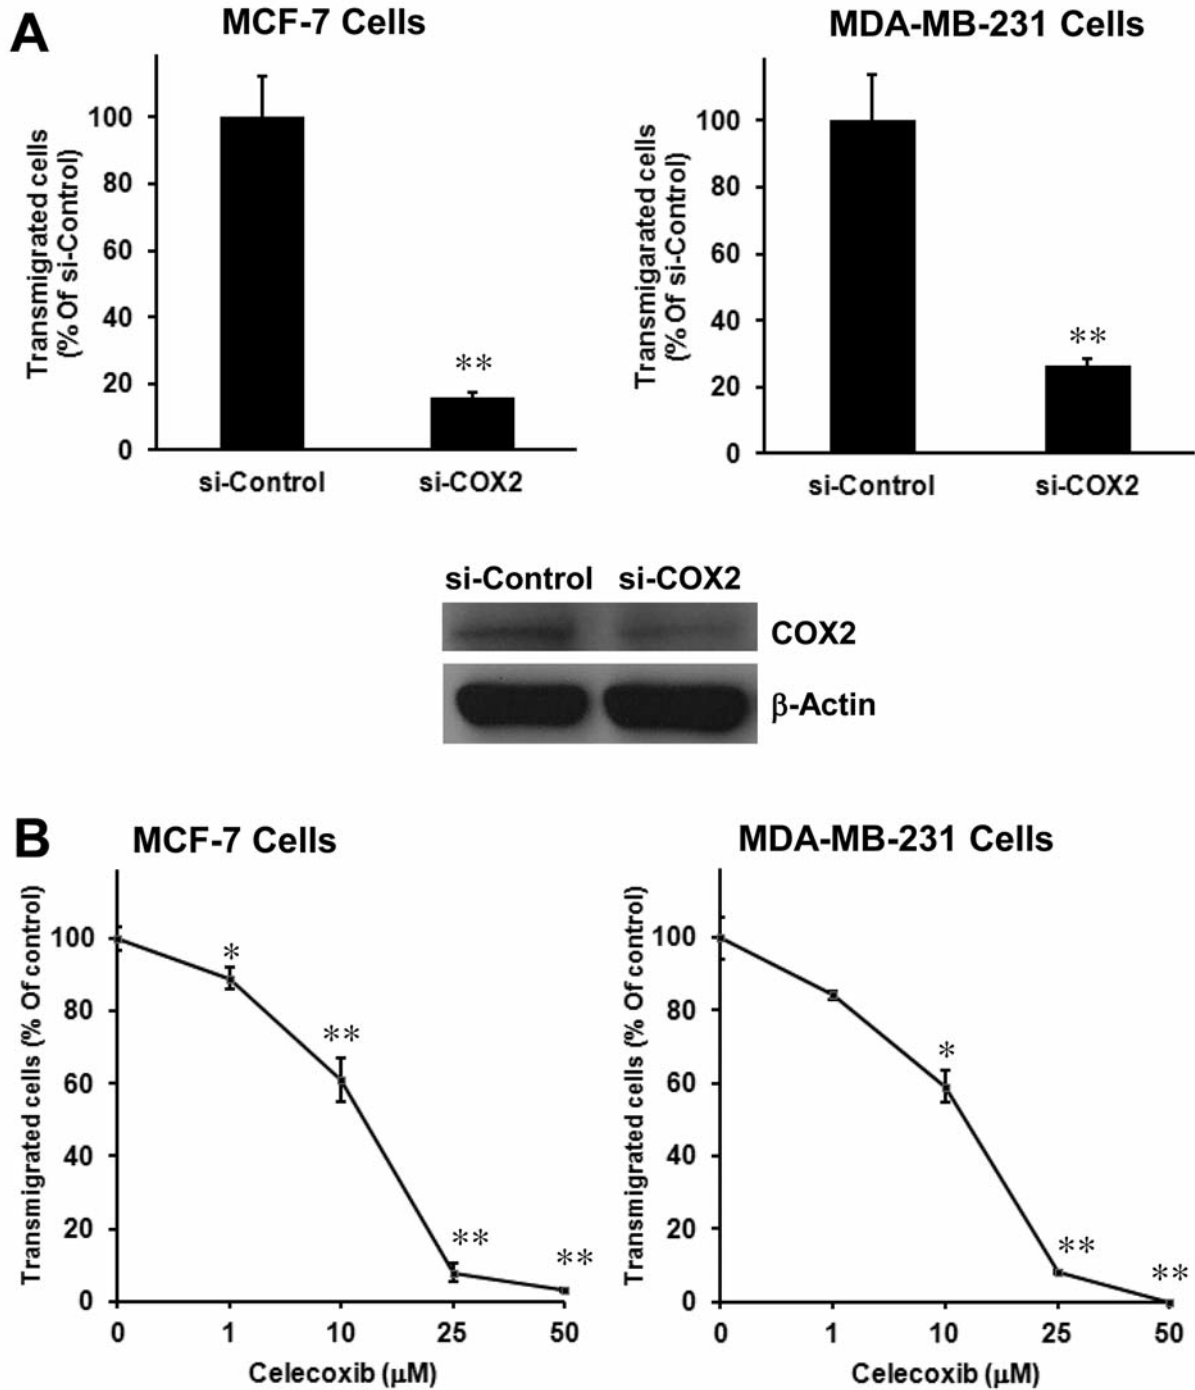 A
MCF-7 Cells
MDA-MB-231 Cells
Transmigrated cells
(% Of si-Control)
100
80
60
40
20
0
**
si-Control
si-COX2
Transmigarated cells
(% Of si-Control)
100
80
60
40
20
0
**
si-Control
si-COX2
si-Control si-COX2
COX2
β-Actin
B
MCF-7 Cells
MDA-MB-231 Cells
Transmigrated cells (% Of control)
100
80
60
40
20
0
*
**
**
**
0 1 10 25 50
Celecoxib (μM)
Transmigrated cells (% Of control)
100
80
60
40
20
0
*
**
**
0 1 10 25 50
Celecoxib (μM)